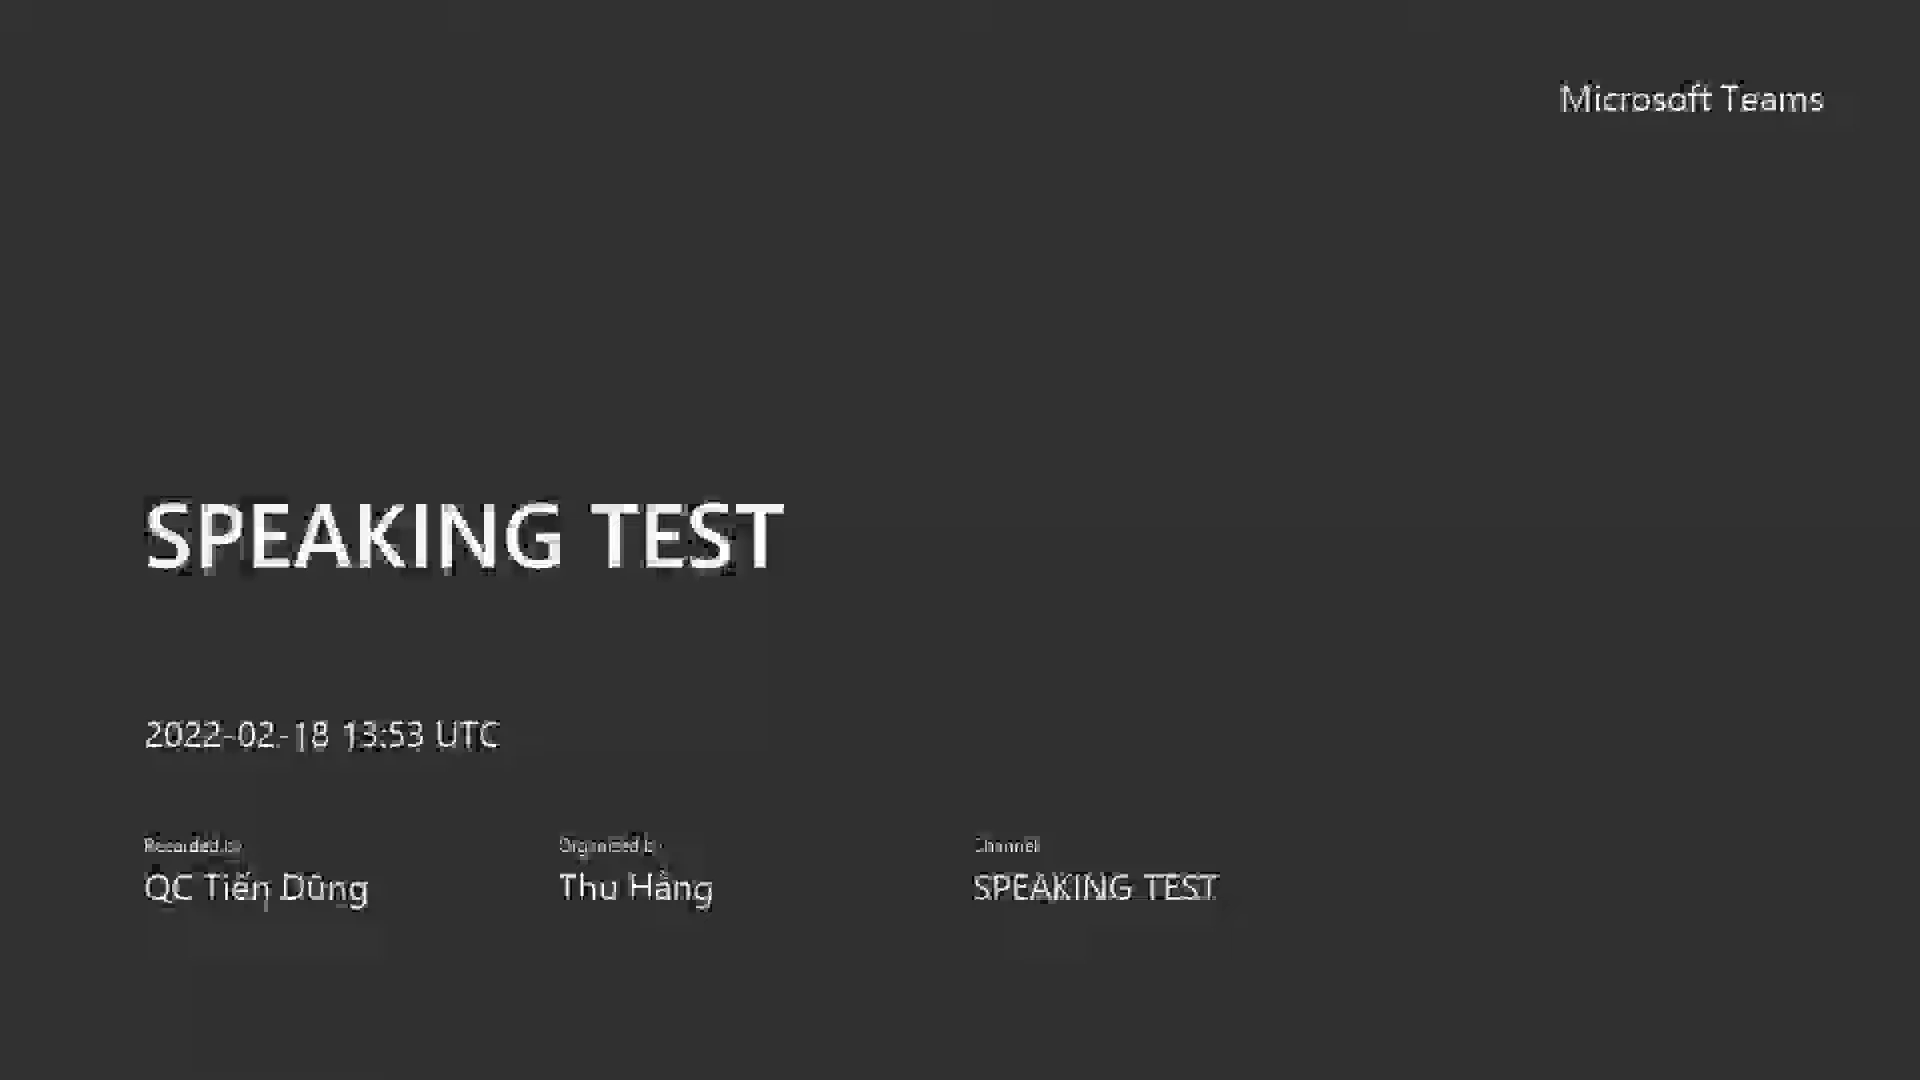 Microsoft Teams
SPEAKING TEST
2022-02-18 13:53 UTC
Recorded by
Organized by
Channel
QC Tiến Dũng
Thu Hằng
SPEAKING TEST